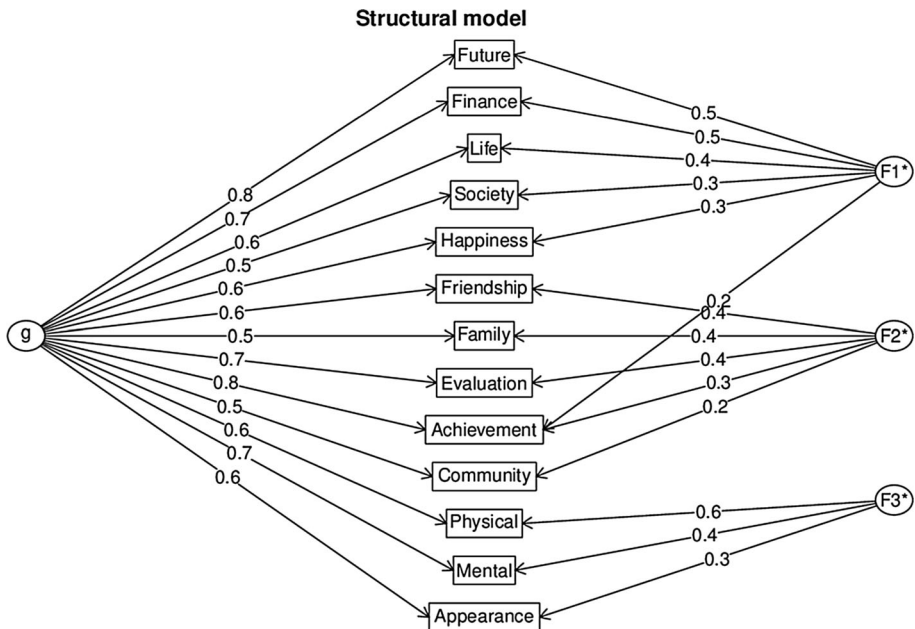 Structural model
Future
Finance
Life
Society
Happiness
Friendship
Family
Evaluation
Achievement
Community
Physical
Mental
Appearance
g
0.8
0.7
0.6
0.5
0.6
0.6
0.5
0.7
0.8
0.5
0.6
0.7
0.6
F1*
0.5
0.5
0.4
0.3
0.3
0.2
F2*
0.4
0.4
0.4
0.3
0.2
F3*
0.6
0.4
0.3